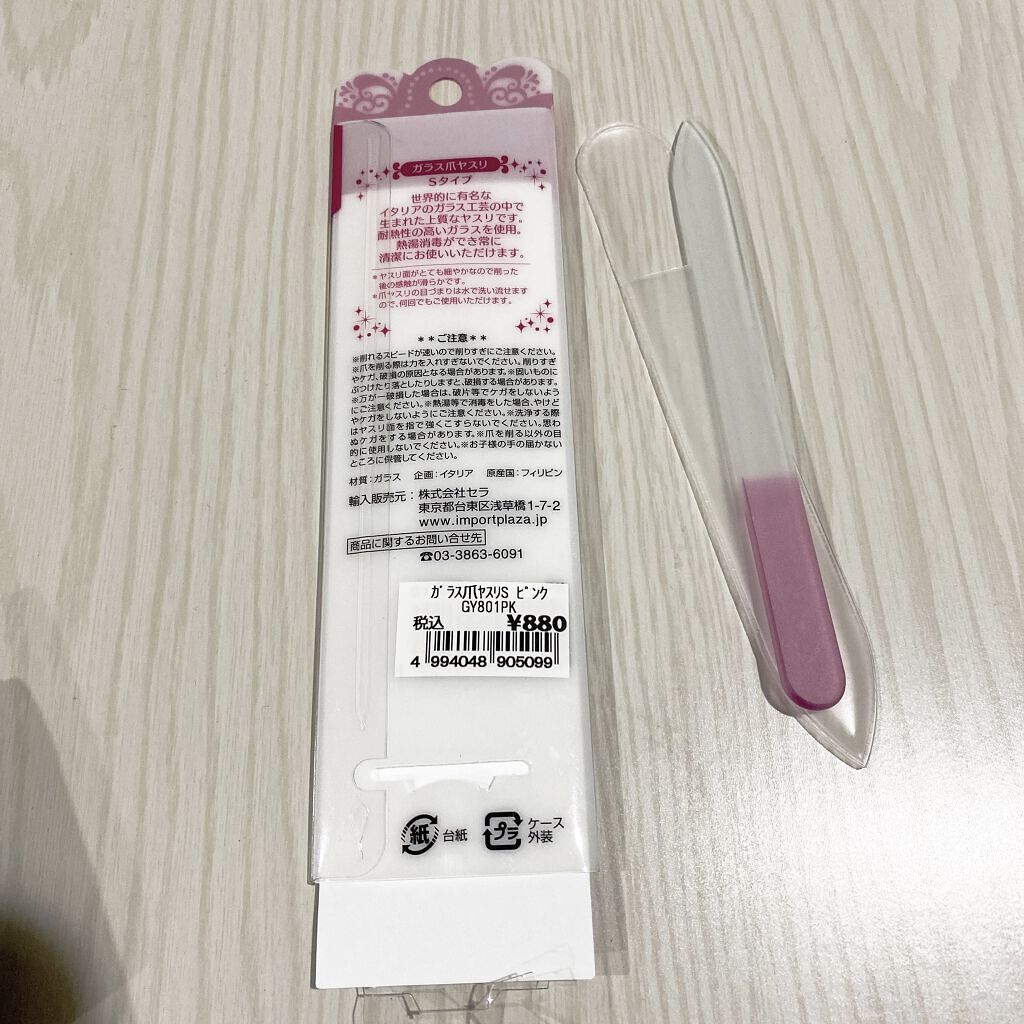 ガラス爪ヤスリ
Sタイプ
世界的に有名な
イタリアのガラス工芸の中で
生まれた上質なヤスリです。
耐熱性の高いガラスを使用。
熱湯消毒ができ常に
清潔にお使いいただけます。
*ヤスリ面がとても細やかなので削った
後の感触が滑らかです。
*爪ヤスリの目づまりは水で洗い流せます
ので、何回でもご使用いただけます。
**ご注意**
※削れるスピードが速いので削りすぎにご注意ください。
※爪を削る際は力を入れすぎないでください。削りすぎ
やケガ、破損の原因となる場合があります。※固いものに
ぶつけたり落としたりしますと、破損する場合があります。
※万が一破損した場合は、破片等でケガをしないよう
にご注意ください。※熱湯等で消毒をした場合、やけど
やケガをしないようにご注意ください。※洗浄する際
はヤスリ面を指で強くこすらないでください。思わ
ぬケガをする場合があります。※爪を削る以外の目
的に使用しないでください。※お子様の手の届かない
ところに保管してください。
材質:ガラス 企画:イタリア 原産国:フィリピン
輸入販売元:株式会社セラ
東京都台東区浅草橋1-7-2
www.importplaza.jp
商品に関するお問い合せ先
☎03-3863-6091
ガラス爪ヤスリS ピンク
GY801PK
税込 ¥880
4 994048 905099
紙 台紙 プラ ケース
外装